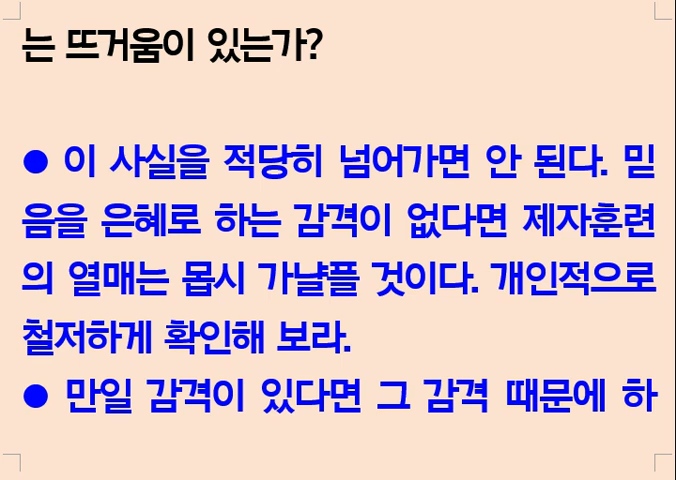 는 뜨거움이 있는가?
● 이 사실을 적당히 넘어가면 안 된다. 믿
음을 은혜로 하는 감격이 없다면 제자훈련
의 열매는 몹시 가냘플 것이다. 개인적으로
철저하게 확인해 보라.
● 만일 감격이 있다면 그 감격 때문에 하